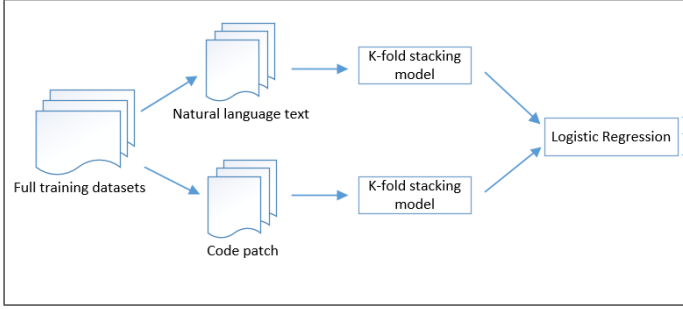 K-fold stacking
model
Natural language text
Logistic Regression
Full training datasets
K-fold stacking
model
Code patch